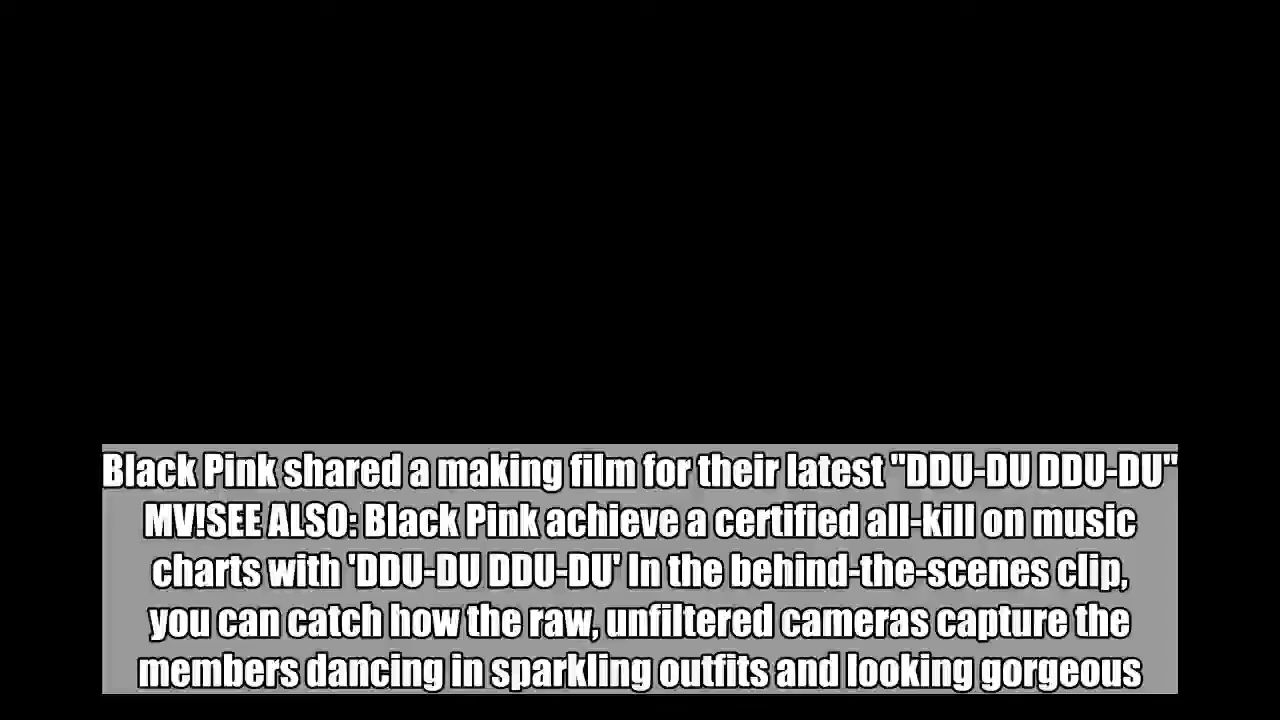 Black Pink shared a making film for their latest "DDU-DU DDU-DU"
MV!SEE ALSO: Black Pink achieve a certified all-kill on music
charts with 'DDU-DU DDU-DU' In the behind-the-scenes clip,
you can catch how the raw, unfiltered cameras capture the
members dancing in sparkling outfits and looking gorgeous